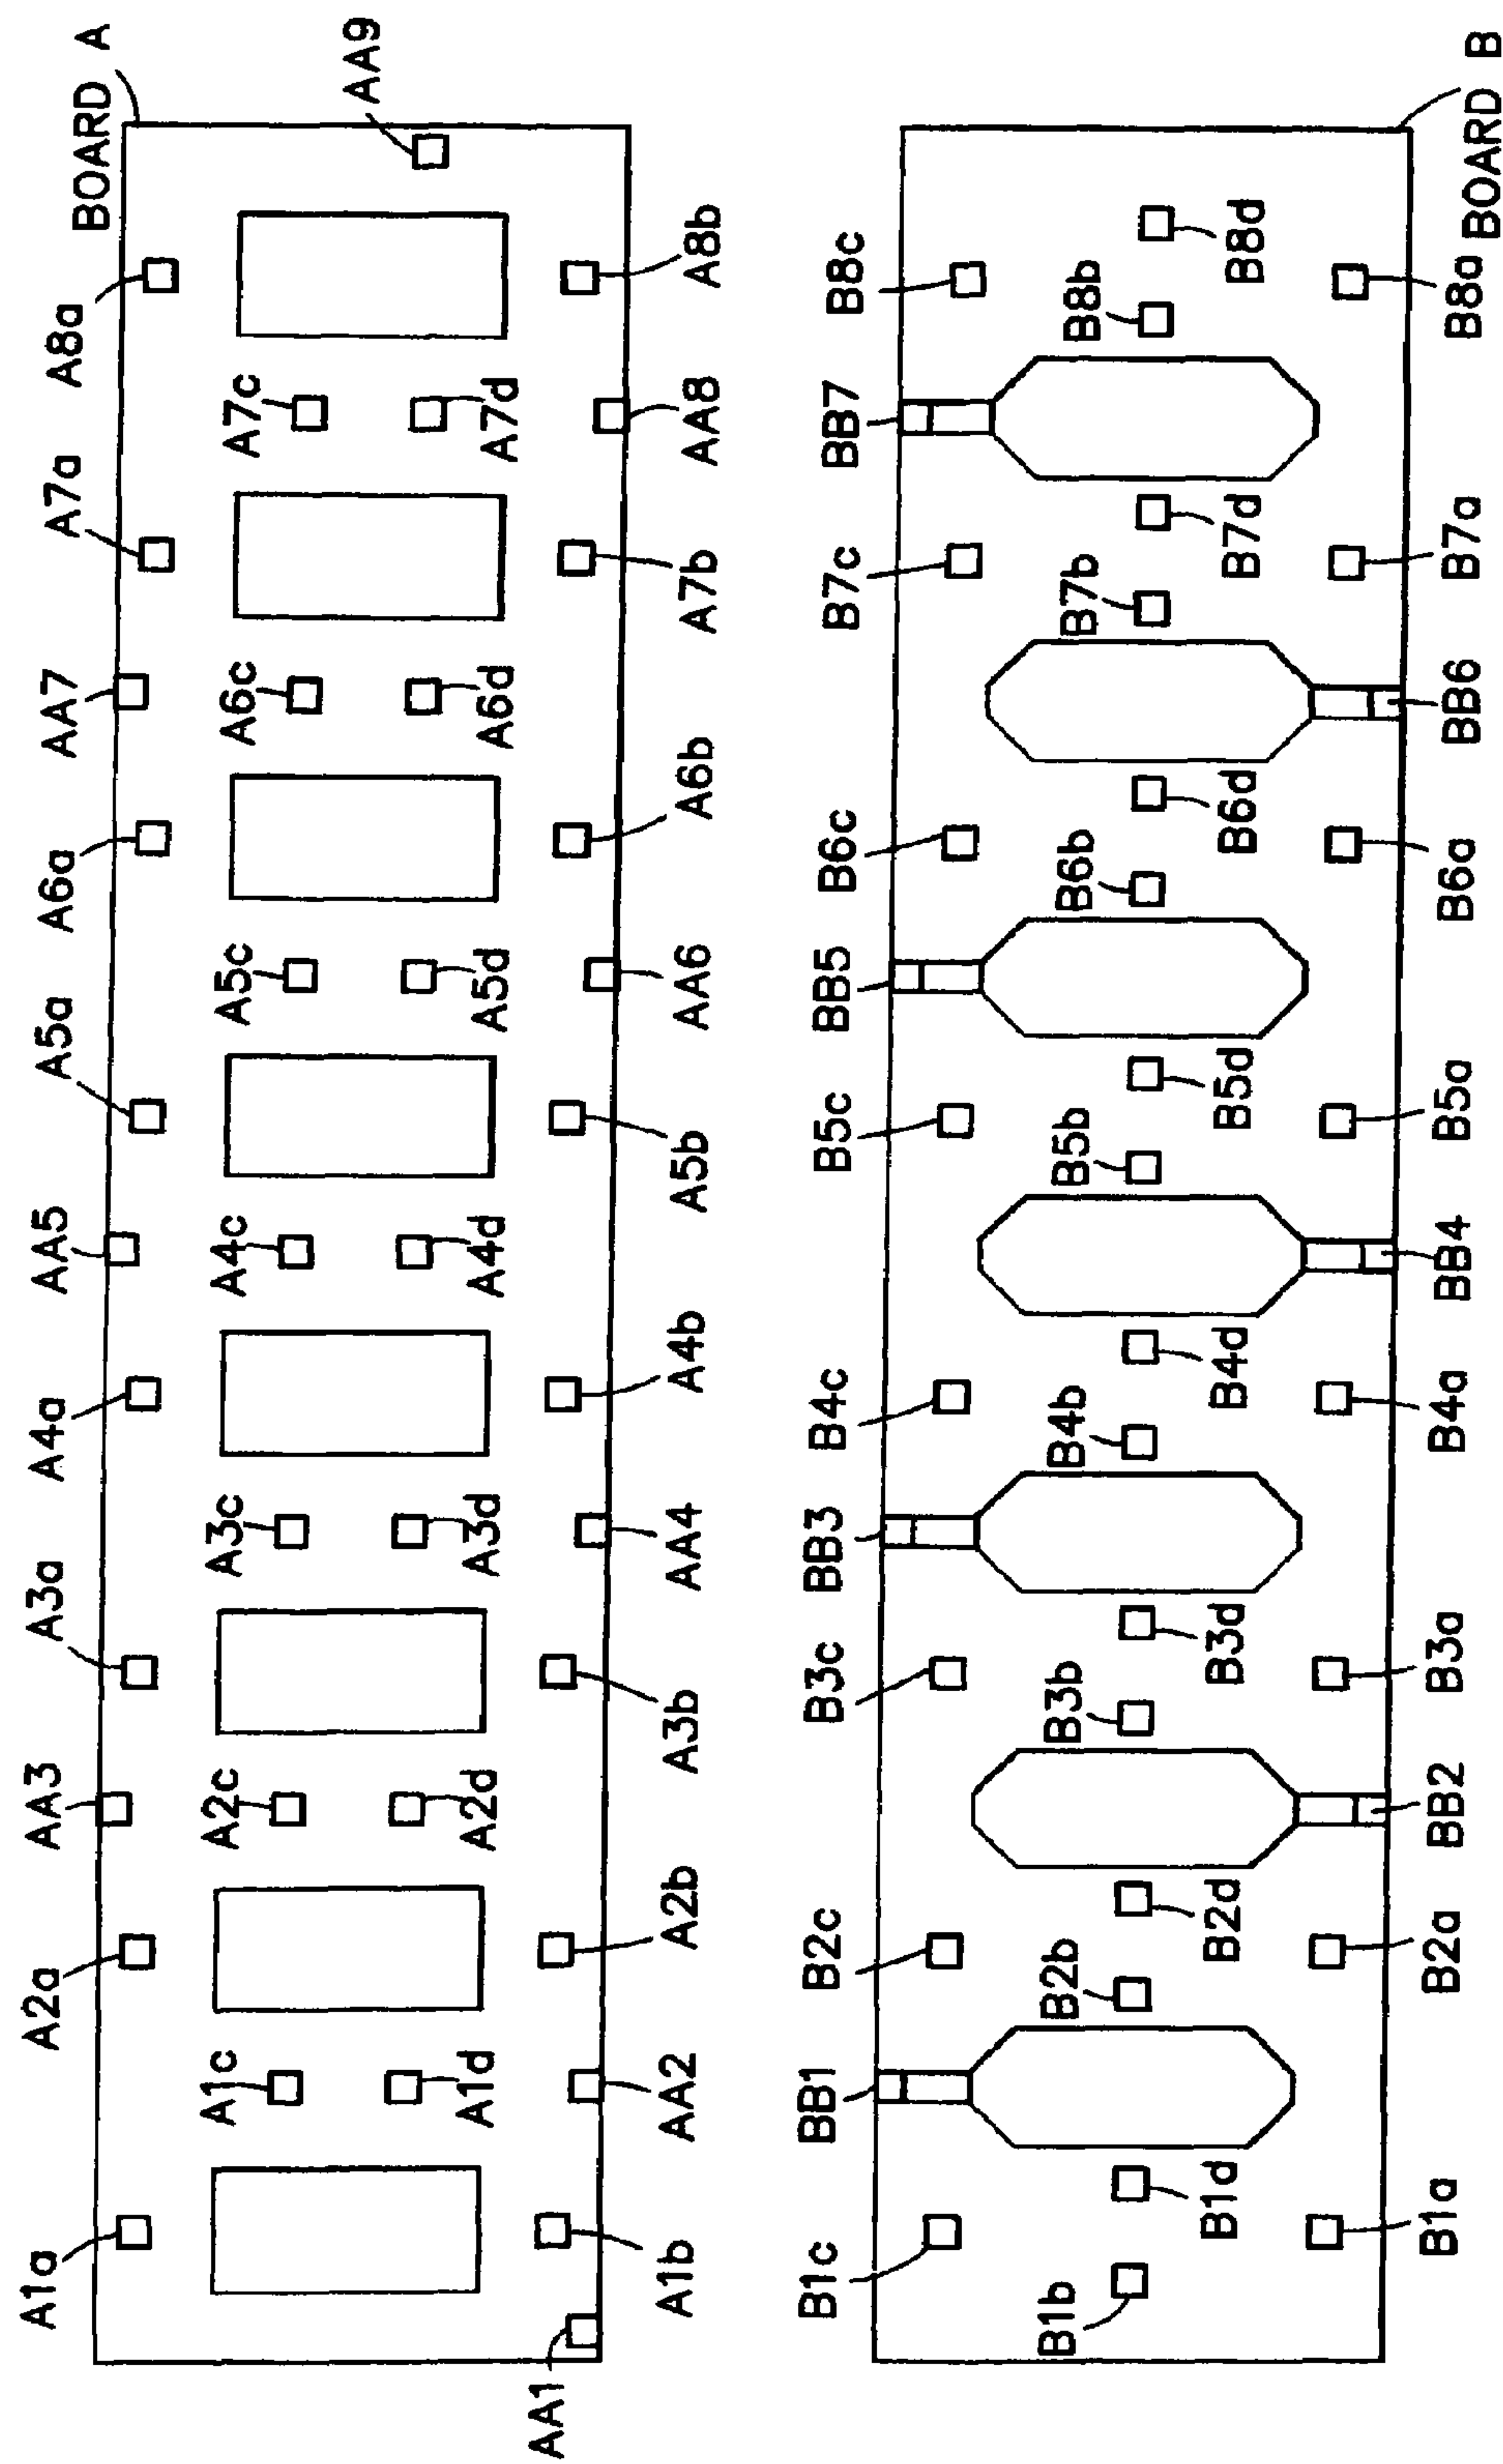 A1a A2a AA3 A3a A4a AA5 A5a A6a AA7 A7a A8a BOARD A
A1c A2c A3c A4c A5c A6c A7c AA9
A1d A2d A3d A4d A5d A6d A7d
AA1 A1b AA2 A2b A3b AA4 A4b A5b AA6 A6b A7b AA8 A8b
B1c BB1 B2c B3c BB3 B4c B5c BB5 B6c B7c BB7 B8c
B1b B2b B3b B4b B5b B6b B7b B8b
B1d B2d B3d B4d B5d B6d B7d B8d
B1a B2a BB2 B3a B4a BB4 B5a B6a BB6 B7a B8a BOARD B